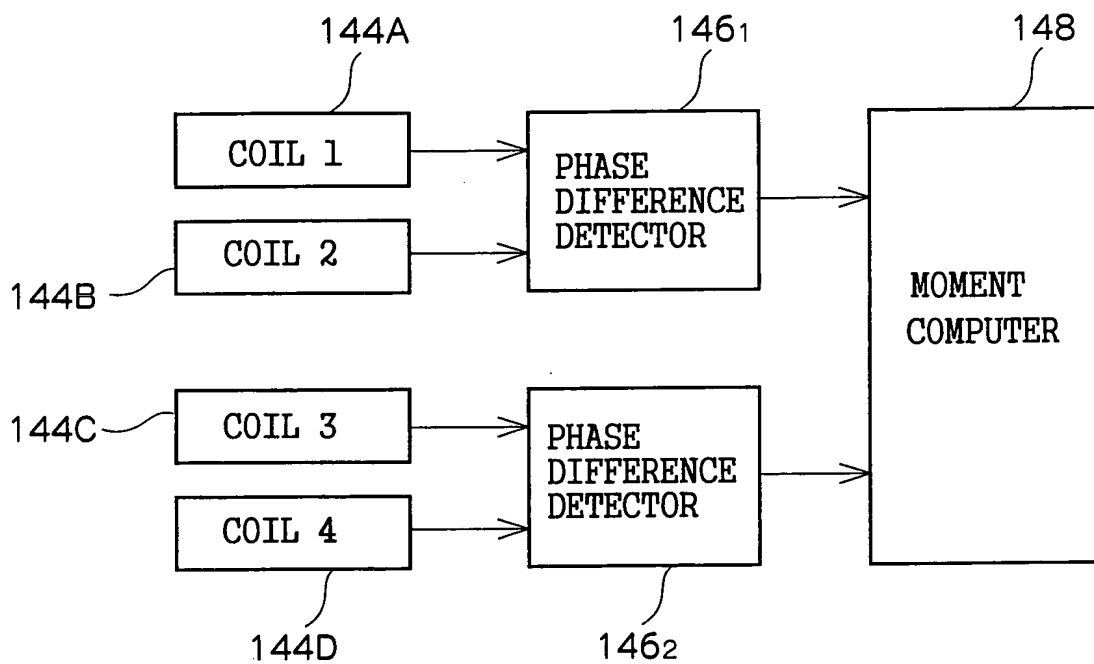 144A
146₁
148
COIL 1
PHASE
DIFFERENCE
DETECTOR
COIL 2
144B
MOMENT
COMPUTER
144C
COIL 3
PHASE
DIFFERENCE
DETECTOR
COIL 4
144D
146₂